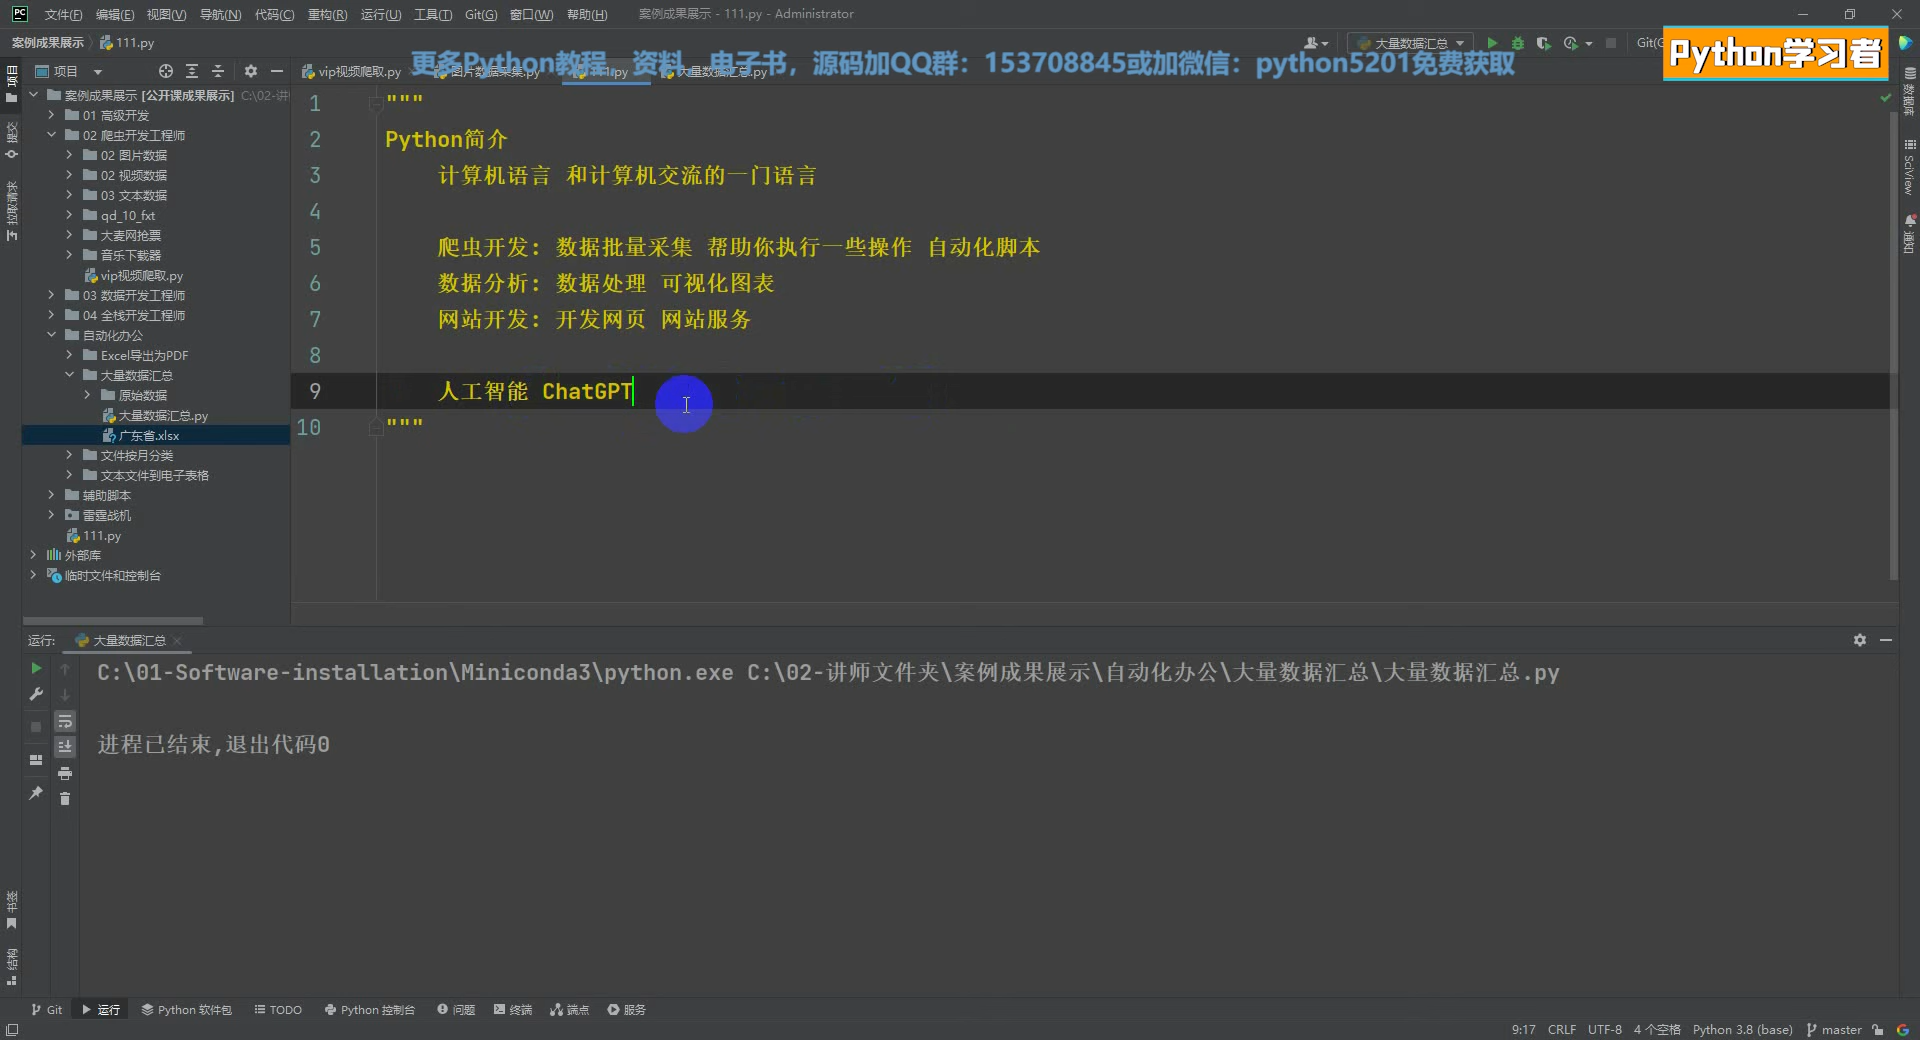 文件(F) 编辑(E) 视图(V) 导航(N) 代码(C) 重构(R) 运行(U) 工具(T) Git(G) 窗口(W) 帮助(H) 案例成果展示 - 111.py - Administrator
案例成果展示 111.py
大量数据汇总
Python学习者
更多Python教程、资料、电子书，源码加QQ群：153708845或加微信：python5201免费获取
项目
vip视频爬取.py 图片数据采集.py 111.py 大量数据汇总.py
案例成果展示 [公开课成果展示] C:\02-讲
01 高级开发
02 爬虫开发工程师
02 图片数据
02 视频数据
03 文本数据
qd_10_fxt
大麦网抢票
音乐下载器
vip视频爬取.py
03 数据开发工程师
04 全栈开发工程师
自动化办公
Excel导出为PDF
大量数据汇总
原始数据
大量数据汇总.py
广东省.xlsx
文件按月分类
文本文件到电子表格
辅助脚本
雷霆战机
111.py
外部库
临时文件和控制台
1 """
2 Python简介
3 计算机语言 和计算机交流的一门语言
4
5 爬虫开发: 数据批量采集 帮助你执行一些操作 自动化脚本
6 数据分析: 数据处理 可视化图表
7 网站开发: 开发网页 网站服务
8
9 人工智能 ChatGPT
10 """
项目
提交
拉取请求
书签
结构
数据库
SciView
通知
运行: 大量数据汇总
C:\01-Software-installation\Miniconda3\python.exe C:\02-讲师文件夹\案例成果展示\自动化办公\大量数据汇总\大量数据汇总.py
进程已结束,退出代码0
Git 运行 Python 软件包 TODO Python 控制台 问题 终端 端点 服务
9:17 CRLF UTF-8 4 个空格 Python 3.8 (base) master